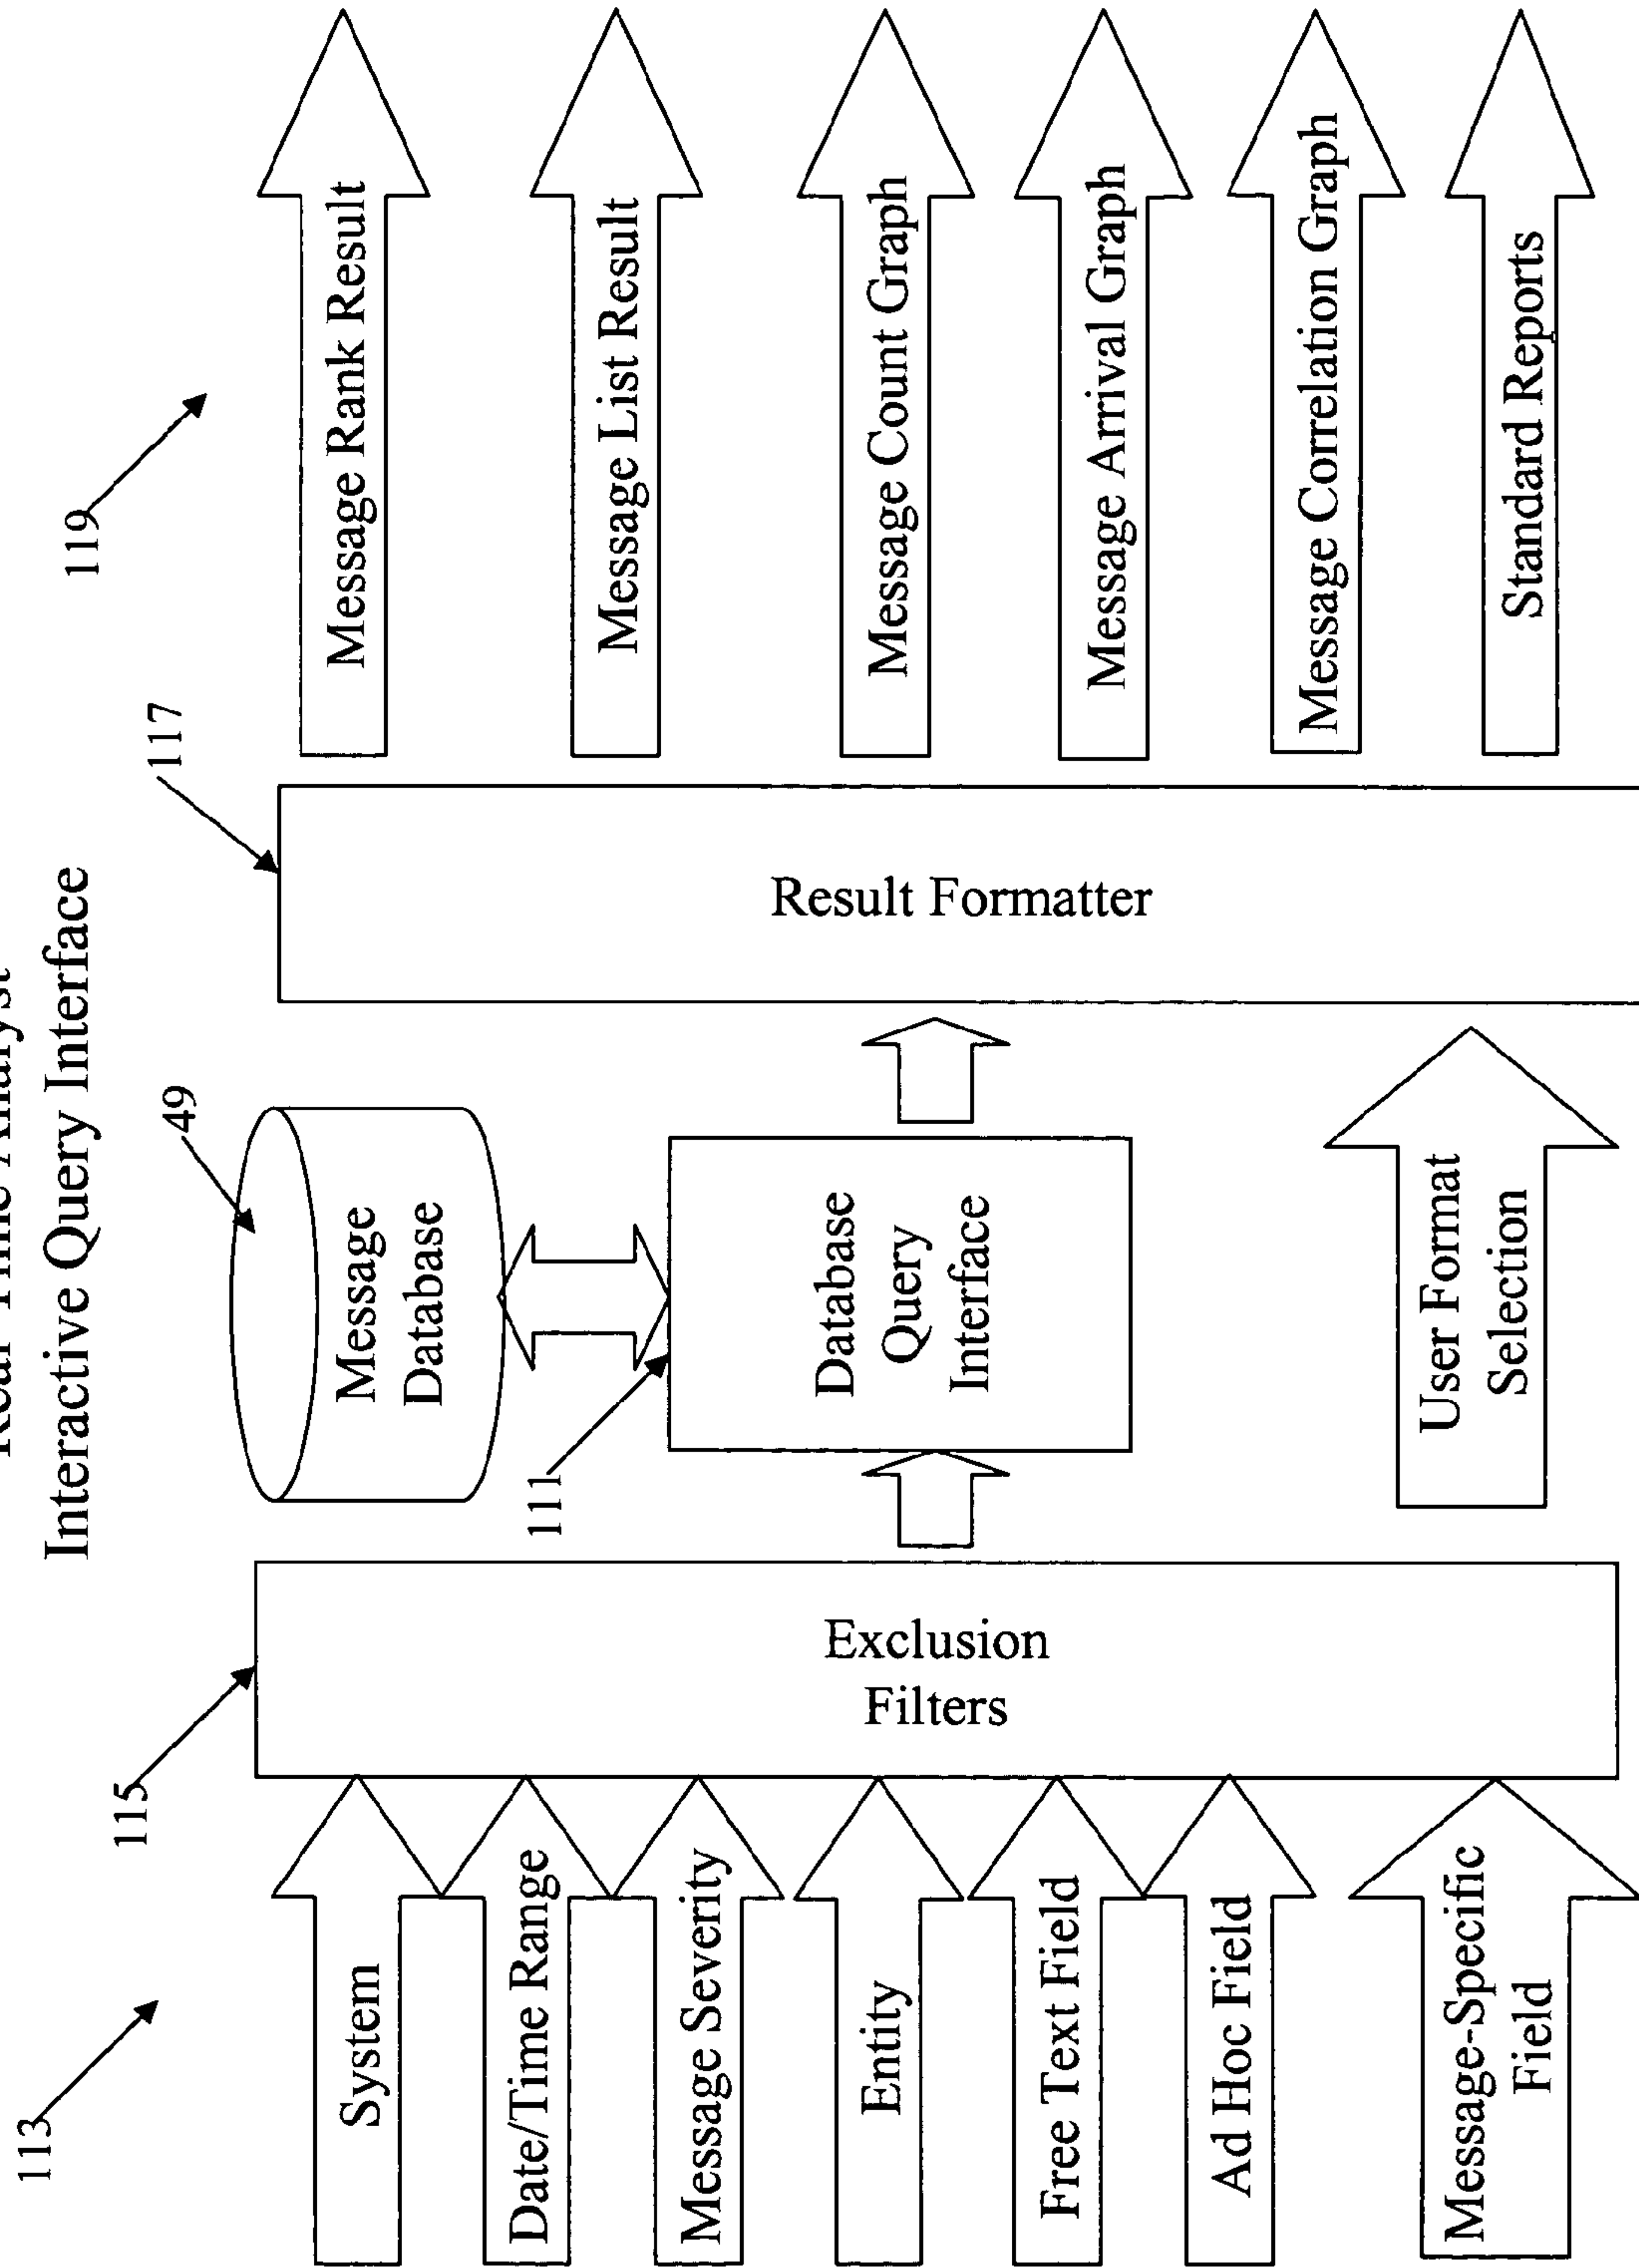 Real Time Analyst
Interactive Query Interface
113
115
49
111
117
119
System
Date/Time Range
Message Severity
Entity
Free Text Field
Ad Hoc Field
Message-Specific
Field
Exclusion
Filters
Message
Database
Database
Query
Interface
User Format
Selection
Result Formatter
Message Rank Result
Message List Result
Message Count Graph
Message Arrival Graph
Message Correlation Graph
Standard Reports